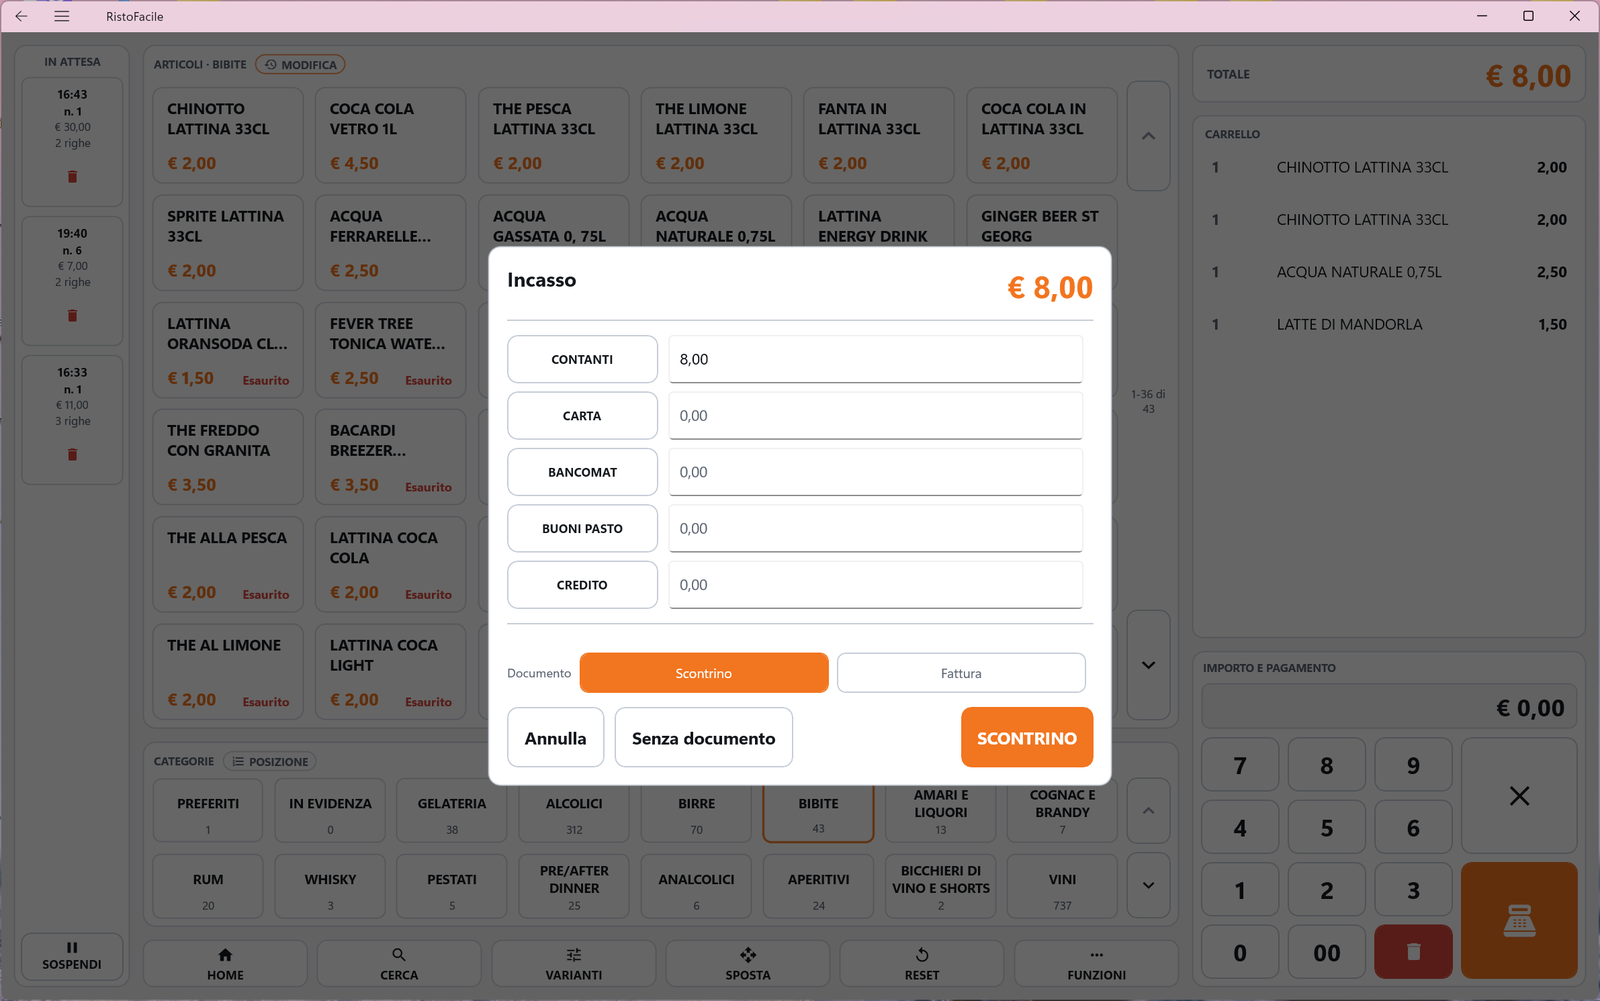 RistoFacile
IN ATTESA
16:43
n. 1
€ 30,00
2 righe
19:40
n. 6
€ 7,00
2 righe
16:33
n. 1
€ 11,00
3 righe
SOSPENDI
ARTICOLI · BIBITE
MODIFICA
CHINOTTO
LATTINA 33CL
€ 2,00
COCA COLA
VETRO 1L
€ 4,50
THE PESCA
LATTINA 33CL
€ 2,00
THE LIMONE
LATTINA 33CL
€ 2,00
FANTA IN
LATTINA 33CL
€ 2,00
COCA COLA IN
LATTINA 33CL
€ 2,00
SPRITE LATTINA
33CL
€ 2,00
ACQUA
FERRARELLE...
€ 2,50
ACQUA
GASSATA 0, 75L
ACQUA
NATURALE 0,75L
LATTINA
ENERGY DRINK
GINGER BEER ST
GEORG
LATTINA
ORANSODA CL...
€ 1,50
Esaurito
FEVER TREE
TONICA WATE...
€ 2,50
Esaurito
THE FREDDO
CON GRANITA
€ 3,50
BACARDI
BREEZER...
€ 3,50
Esaurito
THE ALLA PESCA
€ 2,00
Esaurito
LATTINA COCA
COLA
€ 2,00
Esaurito
THE AL LIMONE
€ 2,00
Esaurito
LATTINA COCA
LIGHT
€ 2,00
Esaurito
1-36 di
43
Incasso
€ 8,00
CONTANTI
8,00
CARTA
0,00
BANCOMAT
0,00
BUONI PASTO
0,00
CREDITO
0,00
Documento
Scontrino
Fattura
Annulla
Senza documento
SCONTRINO
CATEGORIE
POSIZIONE
PREFERITI
1
IN EVIDENZA
0
GELATERIA
38
ALCOLICI
312
BIRRE
70
BIBITE
43
AMARI E
LIQUORI
13
COGNAC E
BRANDY
7
RUM
20
WHISKY
3
PESTATI
5
PRE/AFTER
DINNER
25
ANALCOLICI
6
APERITIVI
24
BICCHIERI DI
VINO E SHORTS
2
VINI
737
HOME
CERCA
VARIANTI
SPOSTA
RESET
FUNZIONI
TOTALE
€ 8,00
CARRELLO
1 CHINOTTO LATTINA 33CL 2,00
1 CHINOTTO LATTINA 33CL 2,00
1 ACQUA NATURALE 0,75L 2,50
1 LATTE DI MANDORLA 1,50
IMPORTO E PAGAMENTO
€ 0,00
7 8 9
4 5 6
1 2 3
0 00